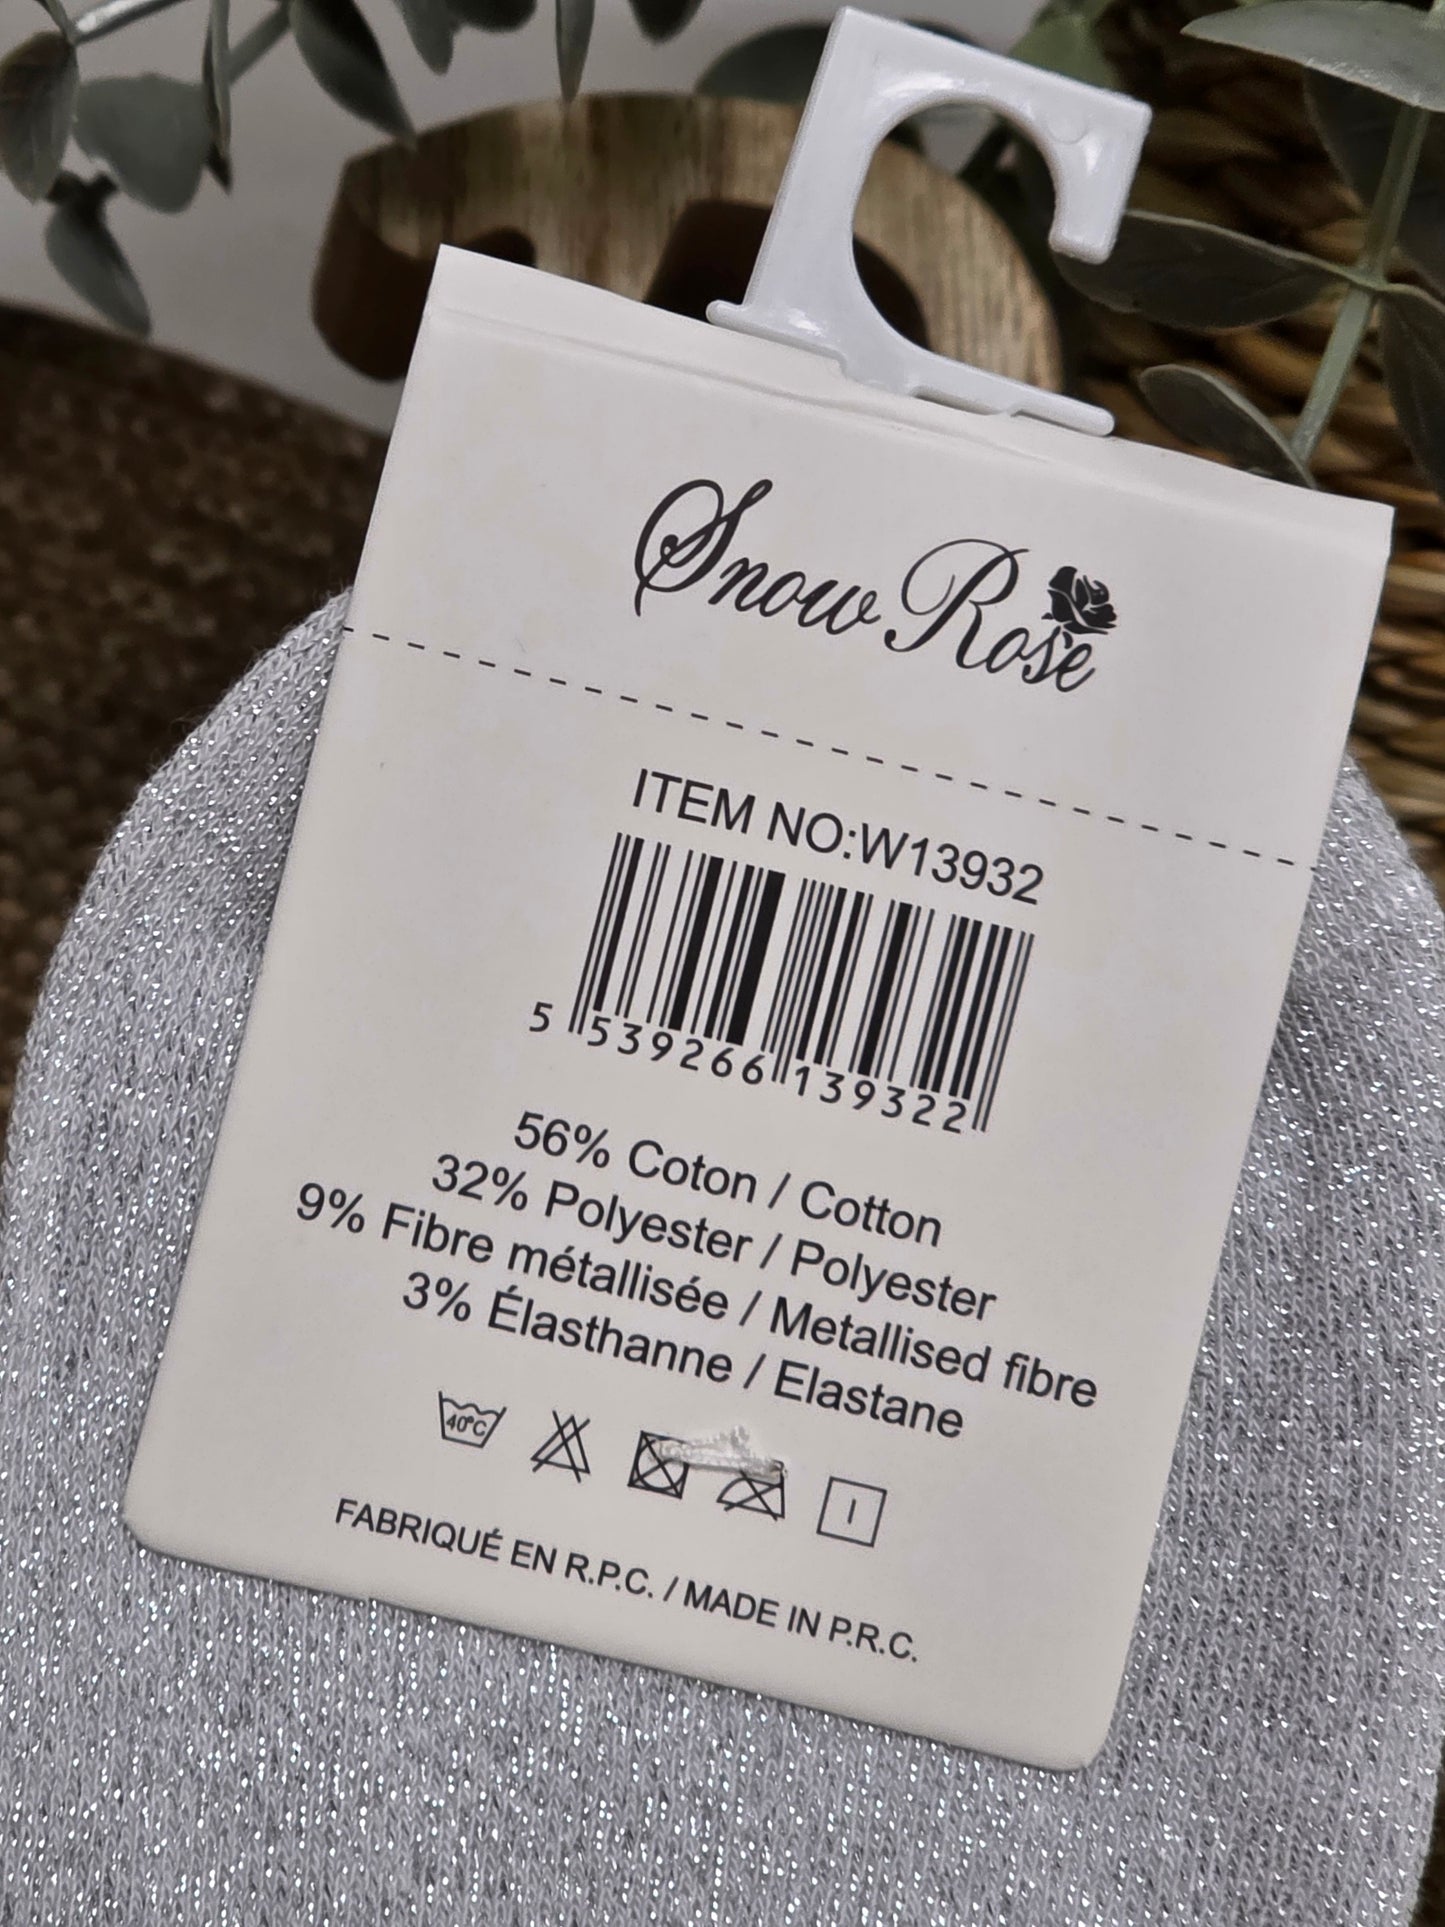 Snow Rose
ITEM NO:W13932
5 539266 139322
56% Coton / Cotton
32% Polyester / Polyester
9% Fibre métallisée / Metallised fibre
3% Élasthanne / Elastane
40°C
FABRIQUÉ EN R.P.C. / MADE IN P.R.C.